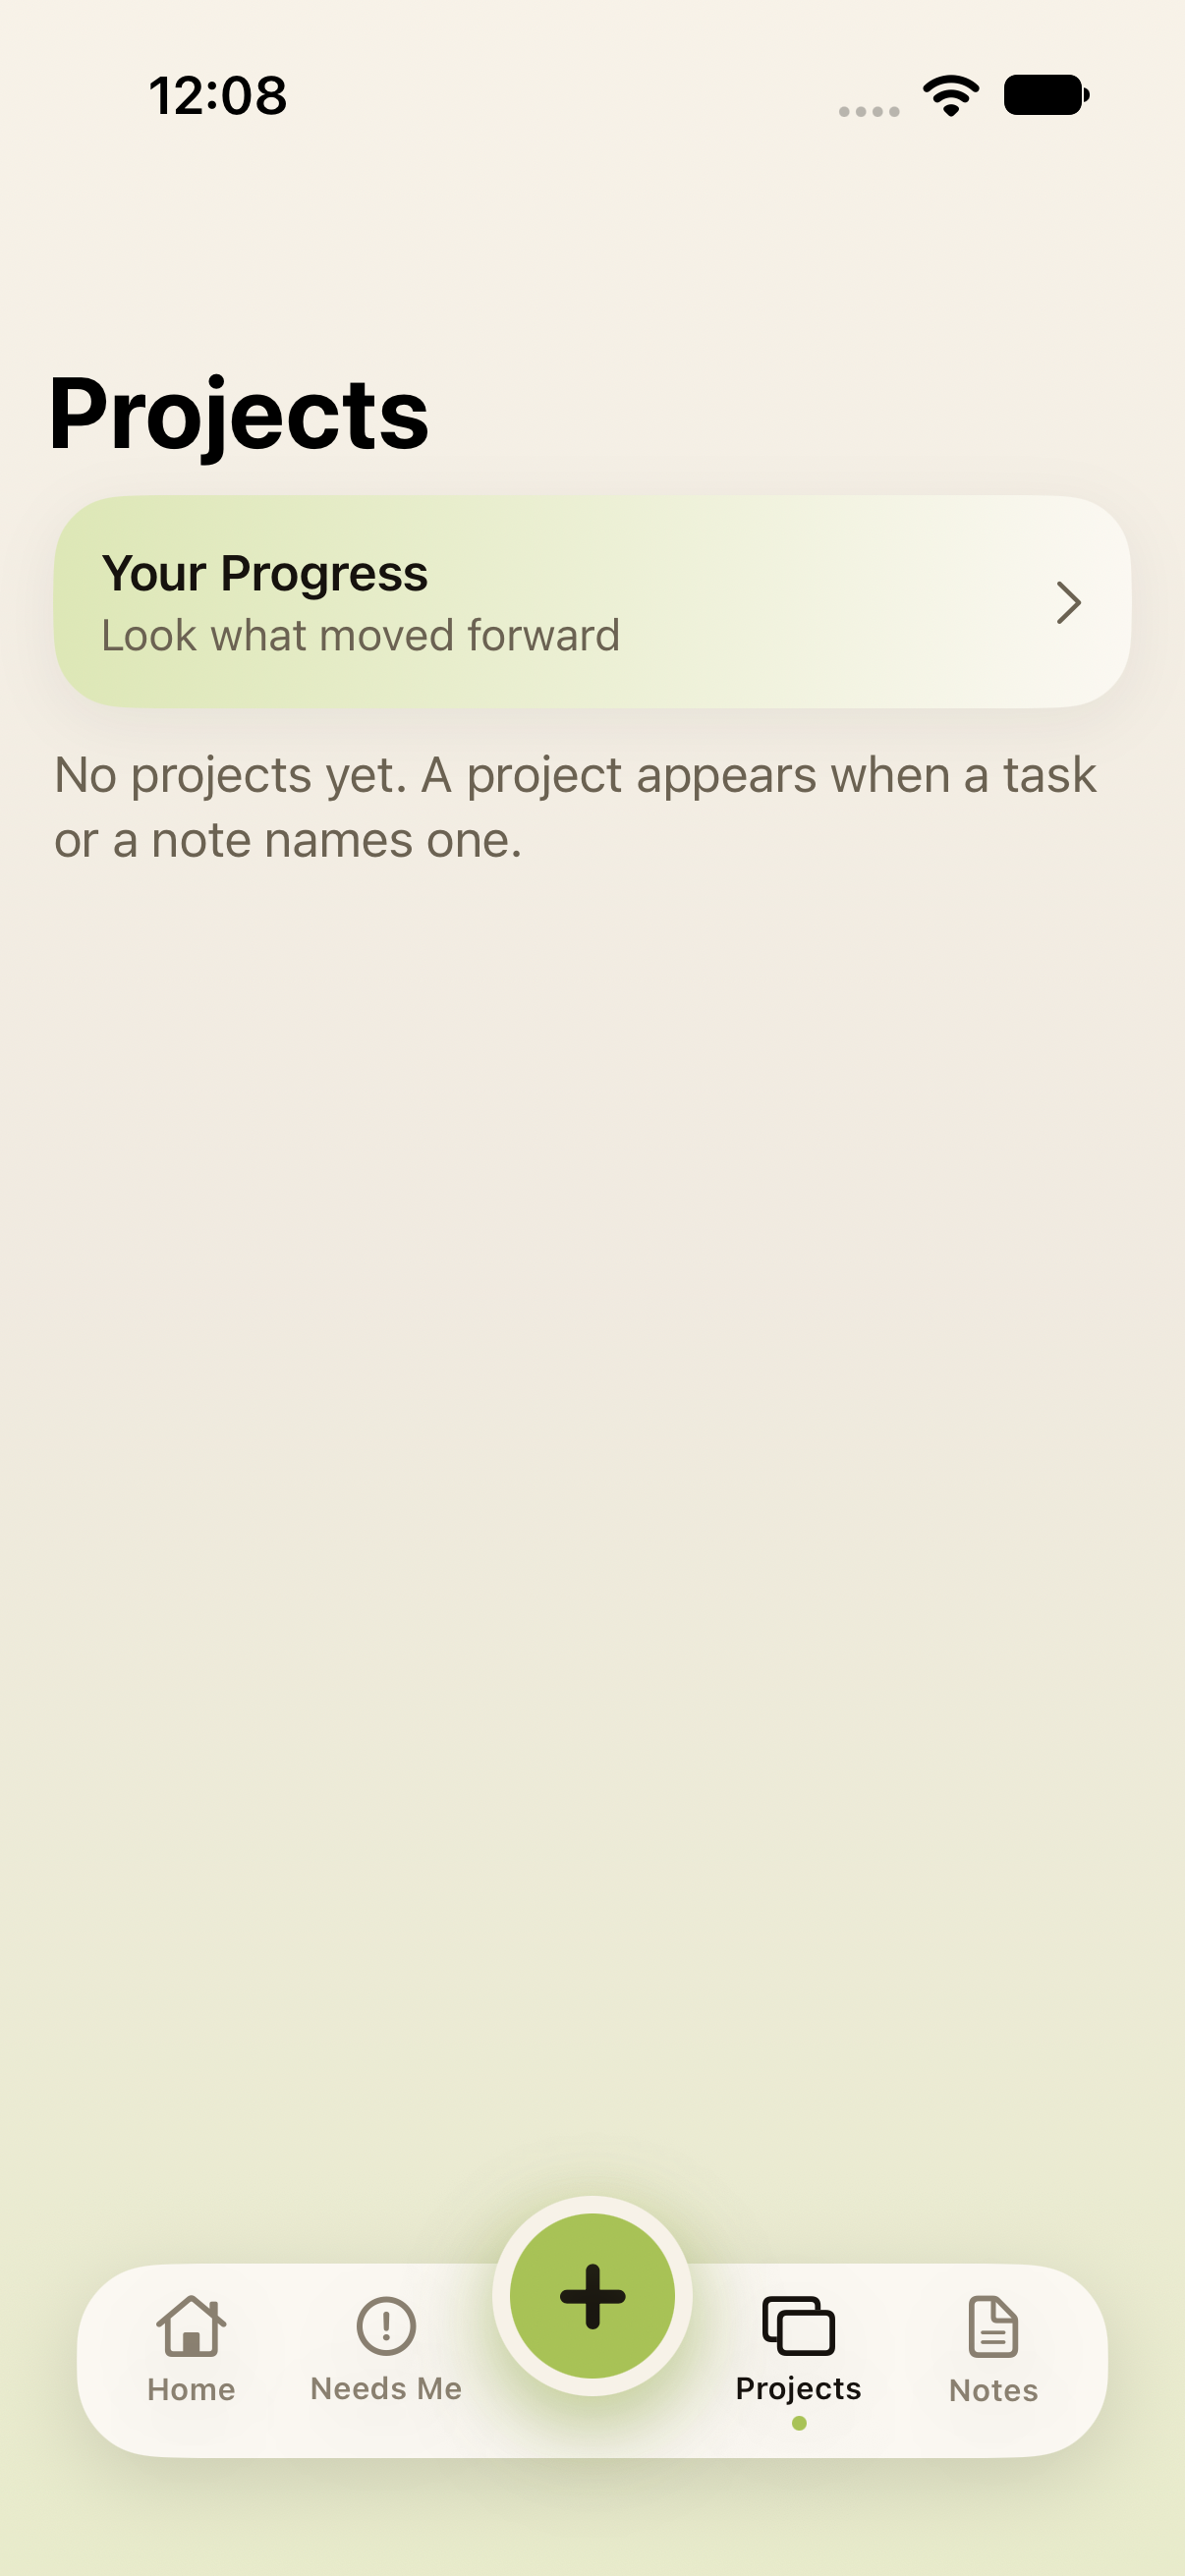 12:08
Projects
Your Progress
Look what moved forward
No projects yet. A project appears when a task
or a note names one.
Home
Needs Me
Projects
Notes